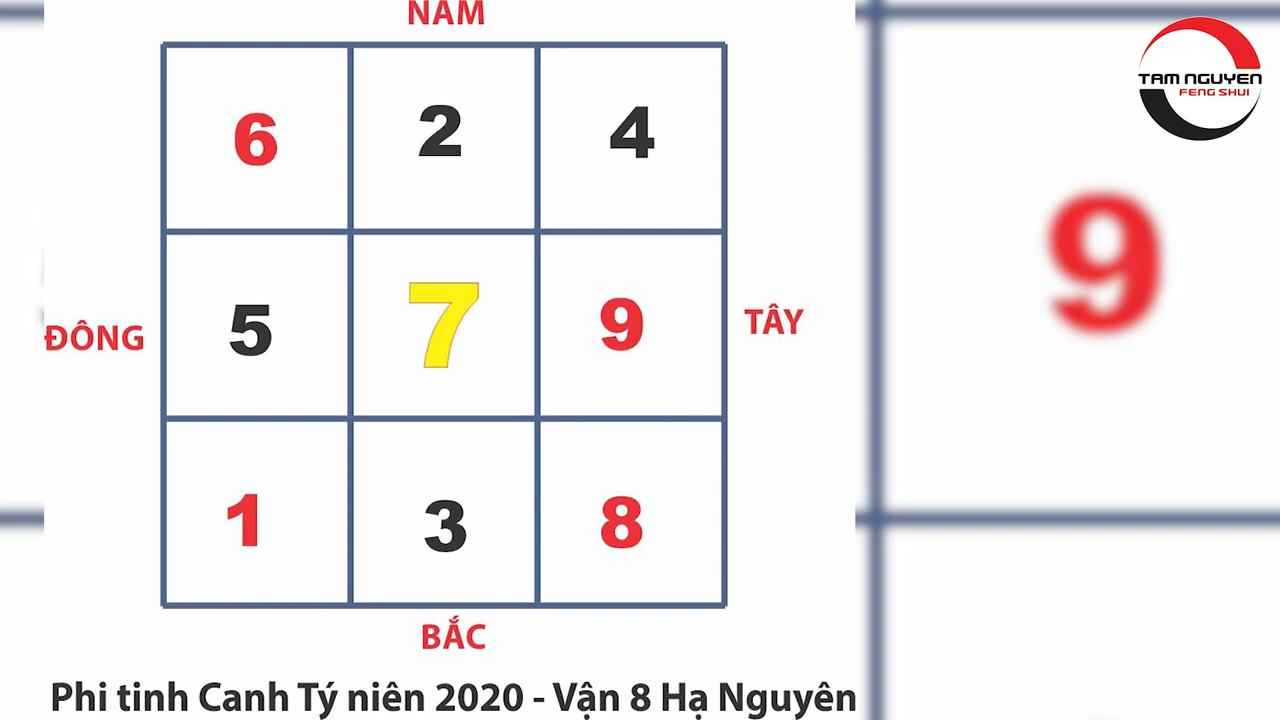 NAM
TAM NGUYEN
FENG SHUI
6 2 4
9
ĐÔNG 5 7 9 TÂY
1 3 8
BẮC
Phi tinh Canh Tý niên 2020 - Vận 8 Hạ Nguyên